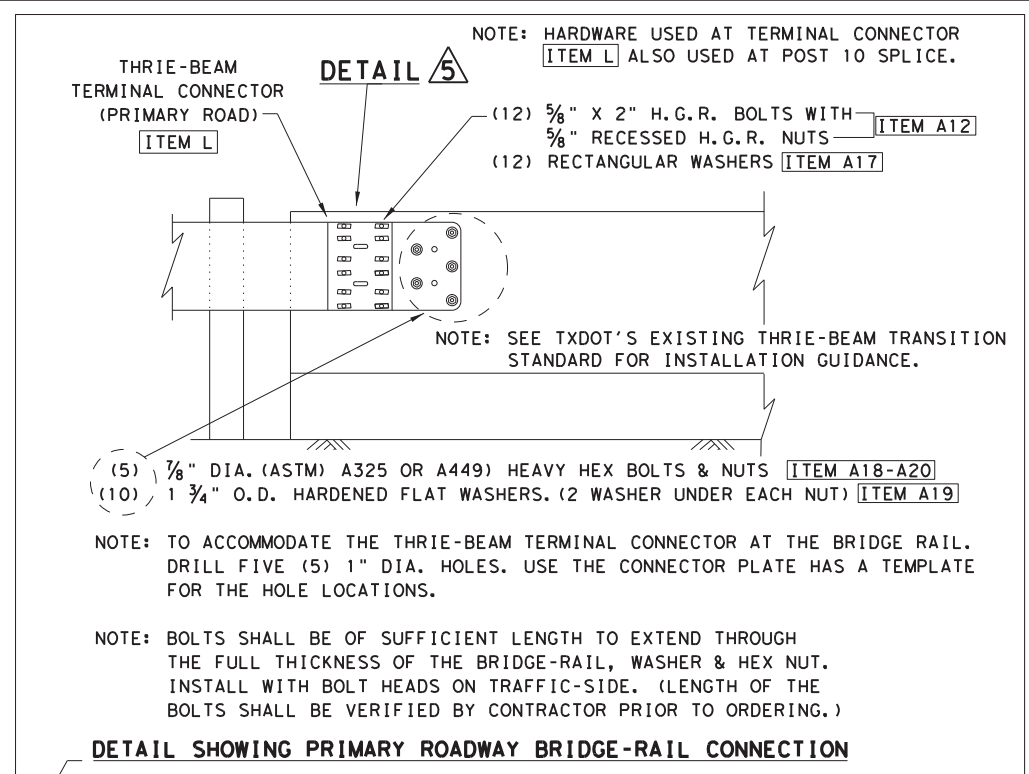 NOTE: HARDWARE USED AT TERMINAL CONNECTOR
ITEM L ALSO USED AT POST 10 SPLICE.
THRIE-BEAM
TERMINAL CONNECTOR
(PRIMARY ROAD)
ITEM L
DETAIL 5
(12) 5/8" X 2" H.G.R. BOLTS WITH
5/8" RECESSED H.G.R. NUTS
ITEM A12
(12) RECTANGULAR WASHERS ITEM A17
NOTE: SEE TXDOT'S EXISTING THRIE-BEAM TRANSITION
STANDARD FOR INSTALLATION GUIDANCE.
(5) 7/8" DIA.(ASTM) A325 OR A449) HEAVY HEX BOLTS & NUTS ITEM A18-A20
(10) 1 3/4" O.D. HARDENED FLAT WASHERS.(2 WASHER UNDER EACH NUT) ITEM A19
NOTE: TO ACCOMMODATE THE THRIE-BEAM TERMINAL CONNECTOR AT THE BRIDGE RAIL.
DRILL FIVE (5) 1" DIA. HOLES. USE THE CONNECTOR PLATE HAS A TEMPLATE
FOR THE HOLE LOCATIONS.
NOTE: BOLTS SHALL BE OF SUFFICIENT LENGTH TO EXTEND THROUGH
THE FULL THICKNESS OF THE BRIDGE-RAIL, WASHER & HEX NUT.
INSTALL WITH BOLT HEADS ON TRAFFIC-SIDE. (LENGTH OF THE
BOLTS SHALL BE VERIFIED BY CONTRACTOR PRIOR TO ORDERING.)
DETAIL SHOWING PRIMARY ROADWAY BRIDGE-RAIL CONNECTION